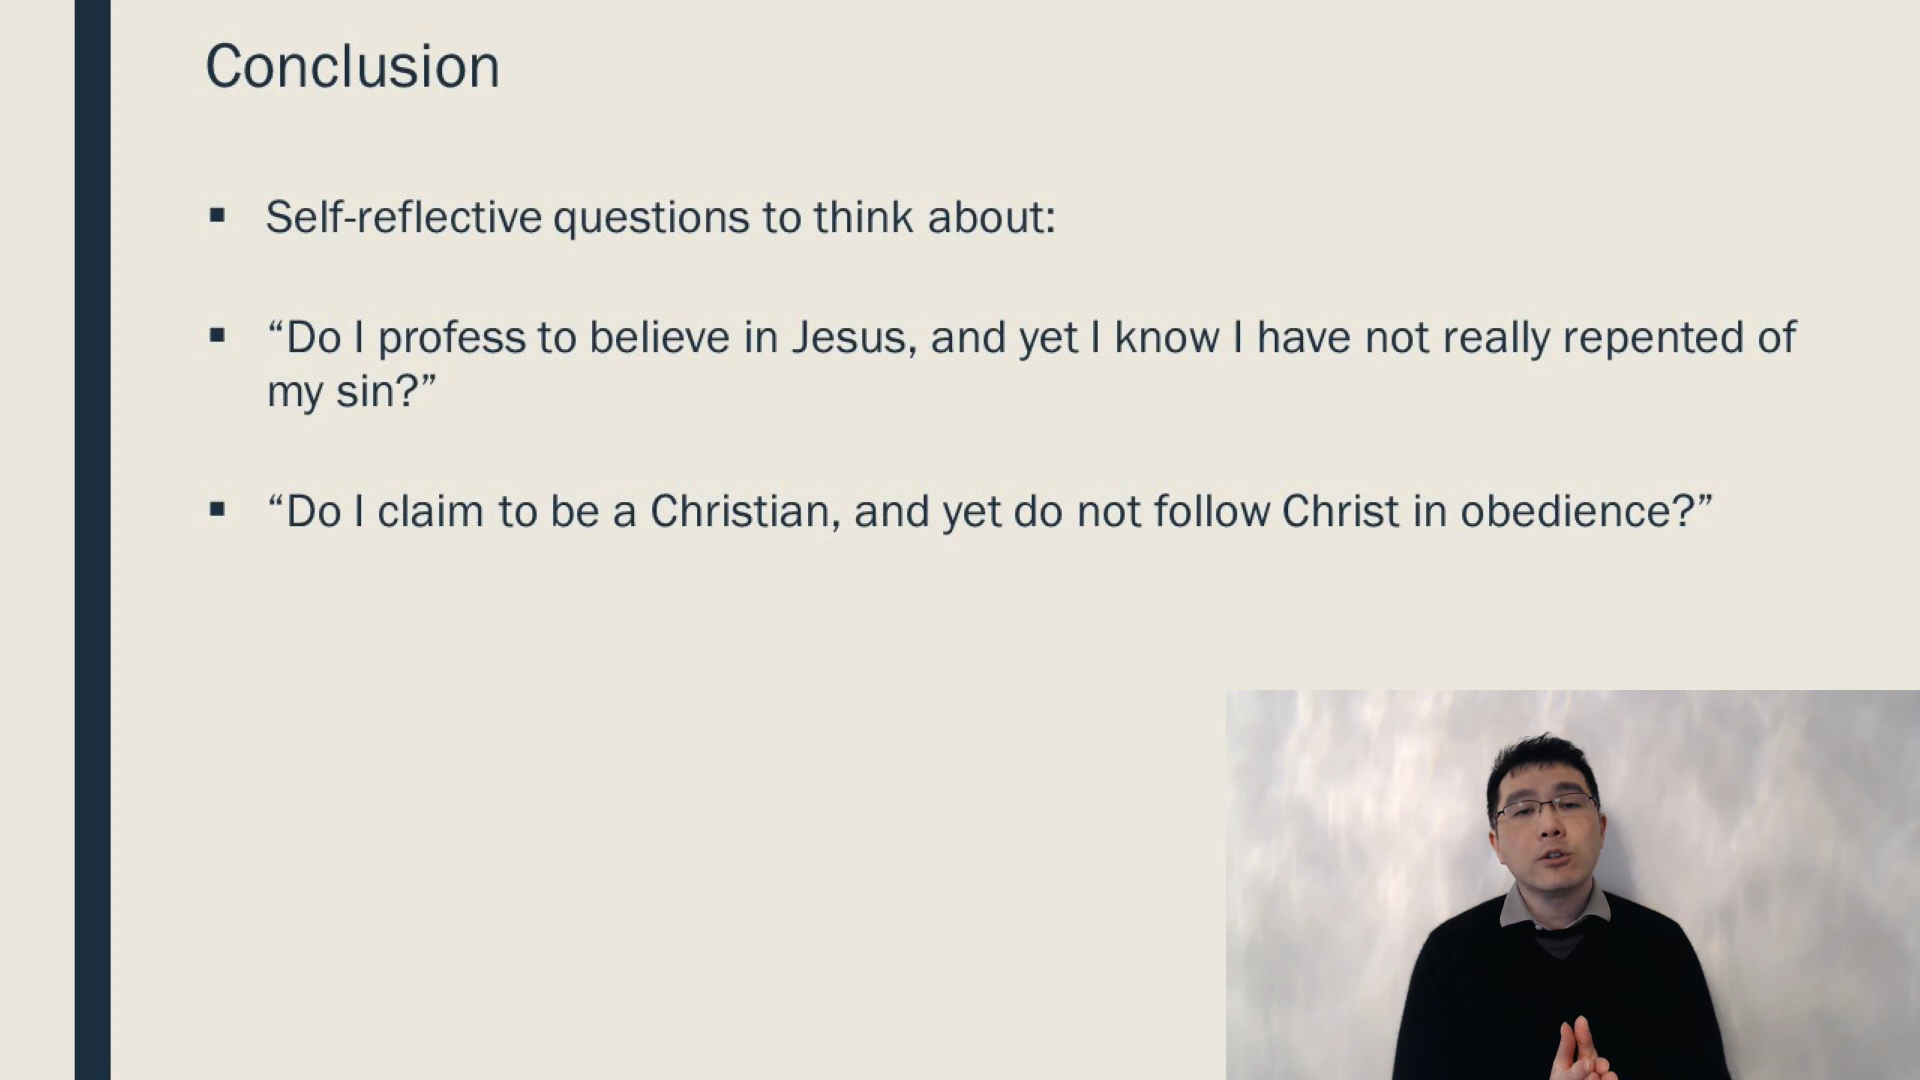 Conclusion
▪ Self-reflective questions to think about:
▪ “Do I profess to believe in Jesus, and yet I know I have not really repented of
my sin?”
▪ “Do I claim to be a Christian, and yet do not follow Christ in obedience?”